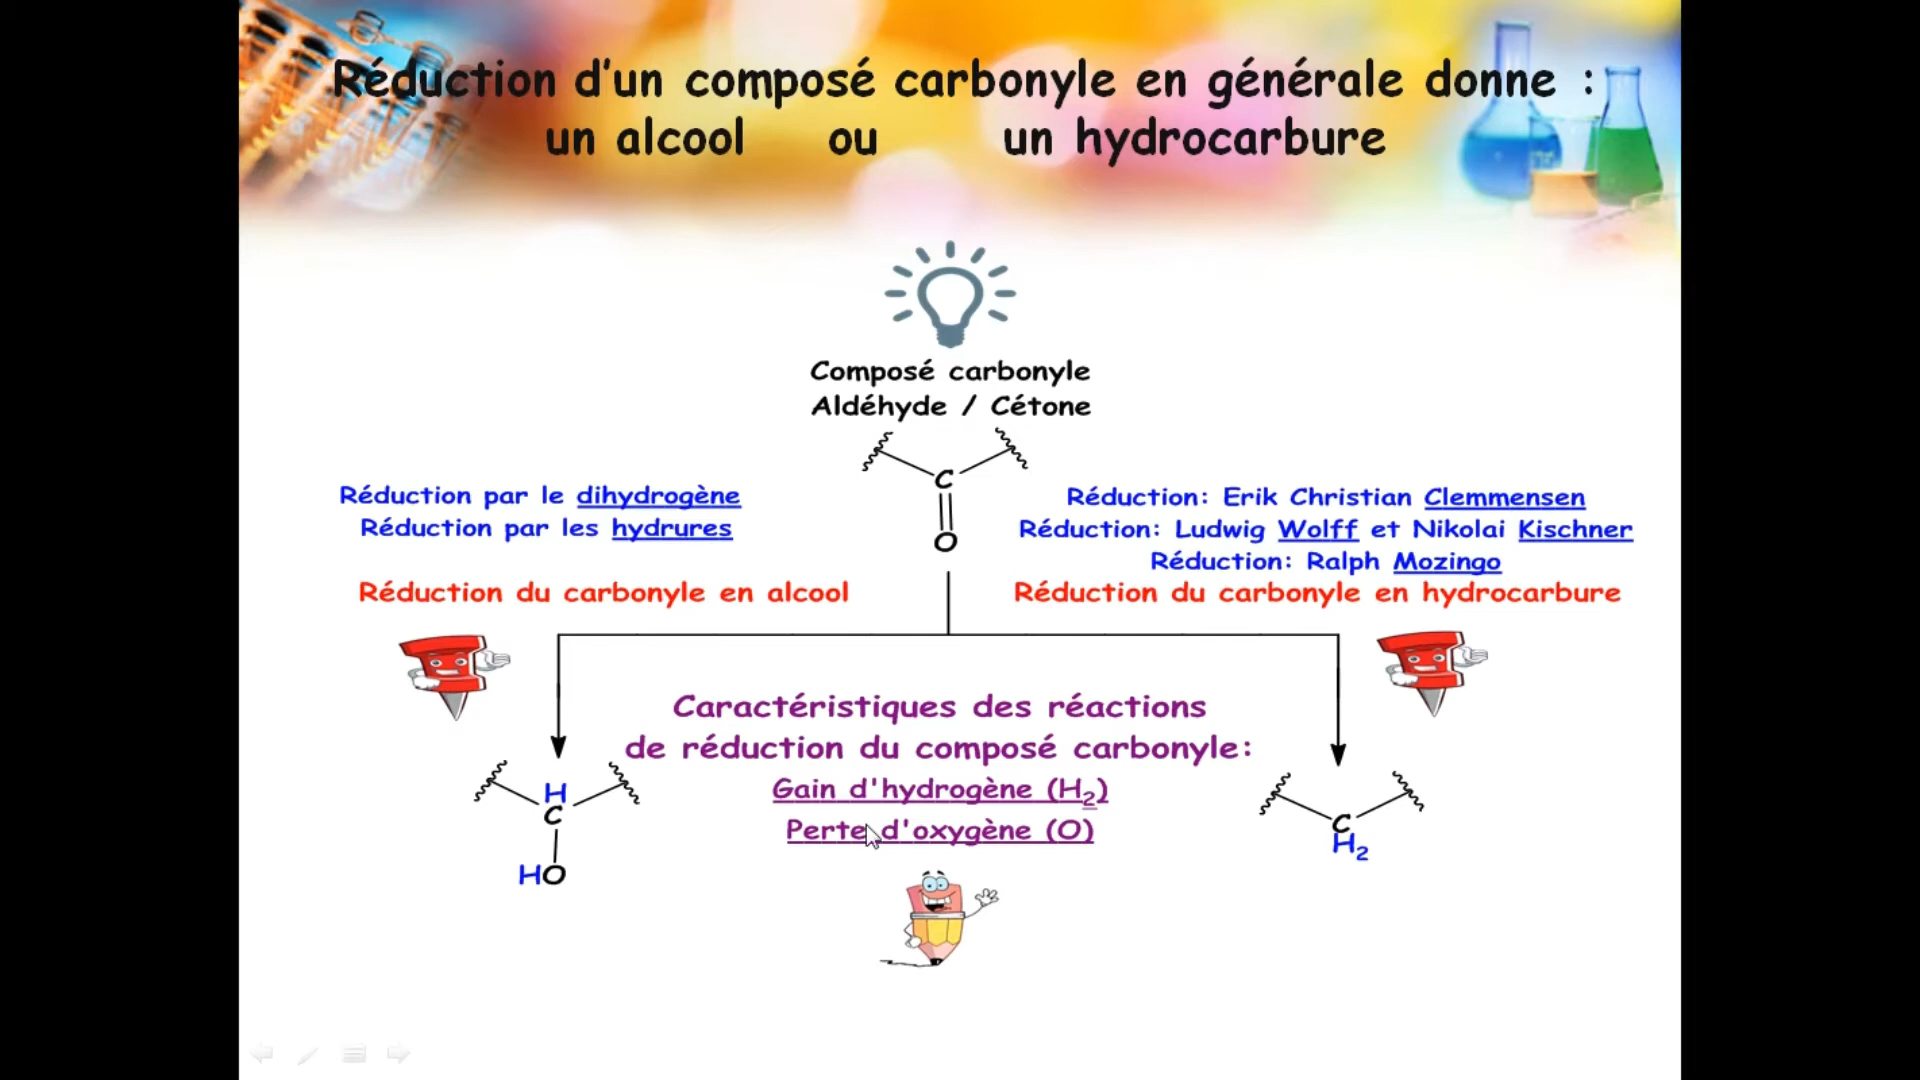 Réduction d'un composé carbonyle en générale donne :
un alcool ou un hydrocarbure
Composé carbonyle
Aldéhyde / Cétone
C
O
Réduction par le dihydrogène
Réduction par les hydrures
Réduction du carbonyle en alcool
Réduction: Erik Christian Clemmensen
Réduction: Ludwig Wolff et Nikolai Kischner
Réduction: Ralph Mozingo
Réduction du carbonyle en hydrocarbure
Caractéristiques des réactions
de réduction du composé carbonyle:
Gain d'hydrogène (H2)
Perte d'oxygène (O)
H
C
HO
C
H2